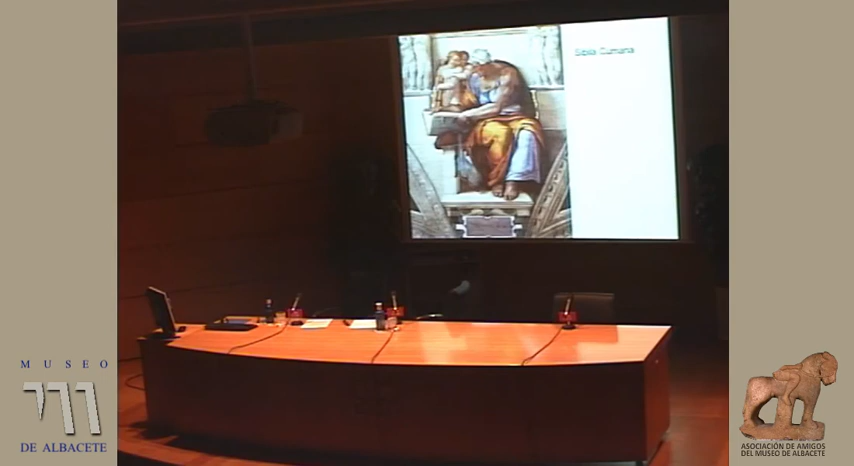 Sibila Cumana
MUSEO
DE ALBACETE
ASOCIACIÓN DE AMIGOS
DEL MUSEO DE ALBACETE